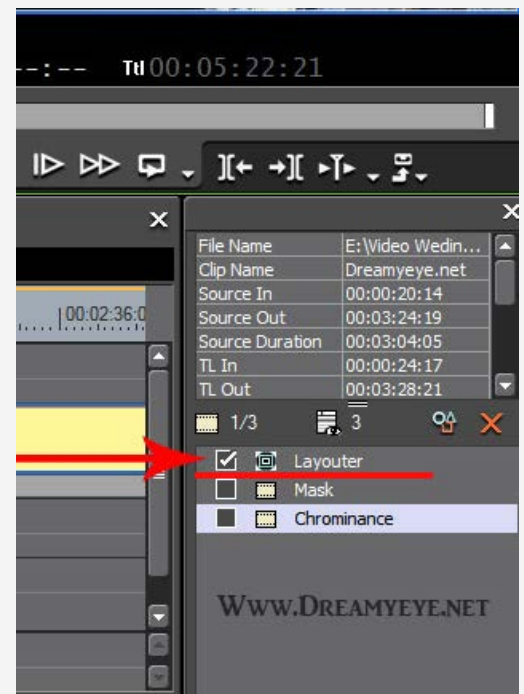 --:-- Ttl 00:05:22:21
00:02:36:0
File Name E:\Video Wedin...
Clip Name Dreamyeye.net
Source In 00:00:20:14
Source Out 00:03:24:19
Source Duration 00:03:04:05
TL In 00:00:24:17
TL Out 00:03:28:21
1/3 3
Layouter
Mask
Chrominance
WWW.DREAMYEYE.NET